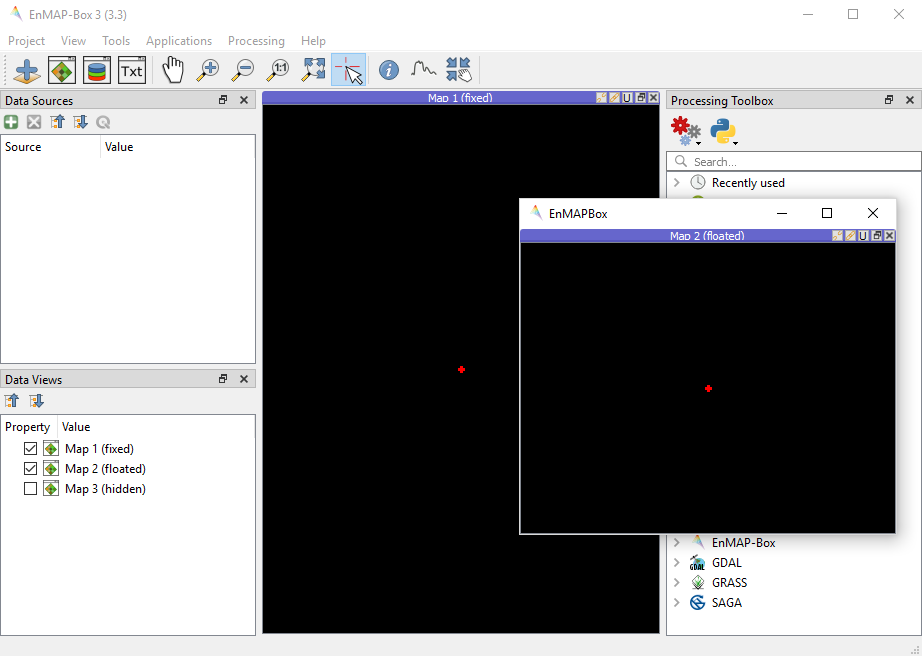 EnMAP-Box 3 (3.3)
Project View Tools Applications Processing Help
Txt 1:1
Data Sources
Source Value
Map 1 (fixed)
U
Processing Toolbox
Search...
Recently used
EnMAPBox
Map 2 (floated)
U
Data Views
Property Value
Map 1 (fixed)
Map 2 (floated)
Map 3 (hidden)
EnMAP-Box
GDAL
GDAL
GRASS
SAGA